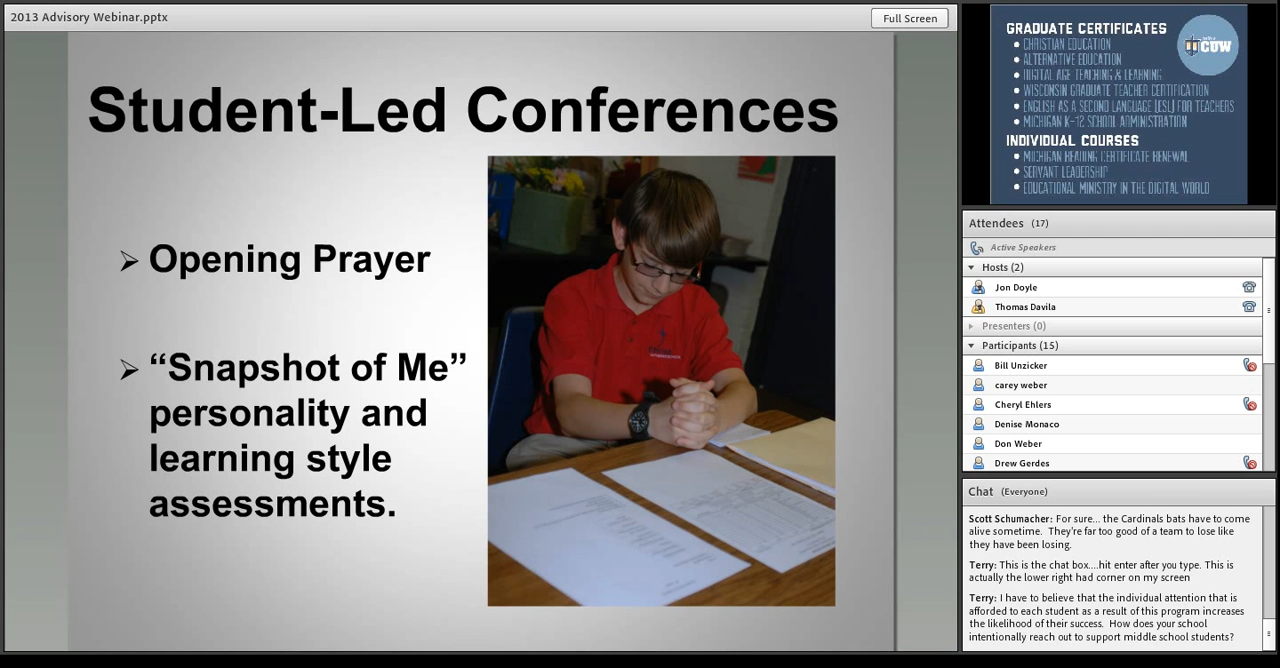 2013 Advisory Webinar.pptx
Full Screen
Student-Led Conferences
Opening Prayer
“Snapshot of Me”
personality and
learning style
assessments.
GRADUATE CERTIFICATES
CHRISTIAN EDUCATION
ALTERNATIVE EDUCATION
DIGITAL AGE TEACHING & LEARNING
WISCONSIN GRADUATE TEACHER CERTIFICATION
ENGLISH AS A SECOND LANGUAGE (ESL) FOR TEACHERS
MICHIGAN K-12 SCHOOL ADMINISTRATION
INDIVIDUAL COURSES
MICHIGAN READING CERTIFICATE RENEWAL
SERVANT LEADERSHIP
EDUCATIONAL MINISTRY IN THE DIGITAL WORLD
CUW
Attendees (17)
Active Speakers
Hosts (2)
Jon Doyle
Thomas Davila
Presenters (0)
Participants (15)
Bill Unzicker
carey weber
Cheryl Ehlers
Denise Monaco
Don Weber
Drew Gerdes
Chat (Everyone)
Scott Schumacher: For sure... the Cardinals bats have to come
alive sometime. They're far too good of a team to lose like
they have been losing.
Terry: This is the chat box....hit enter after you type. This is
actually the lower right had corner on my screen
Terry: I have to believe that the individual attention that is
afforded to each student as a result of this program increases
the likelihood of their success. How does your school
intentionally reach out to support middle school students?